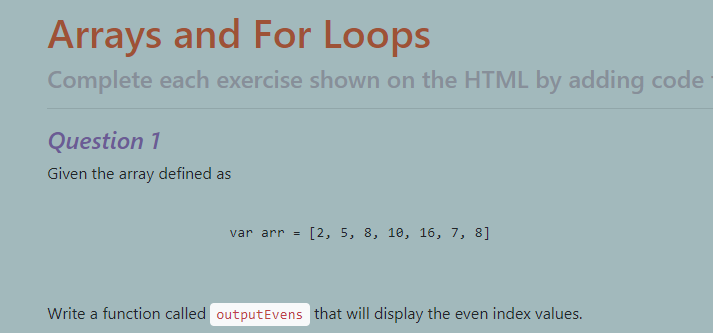 Arrays and For Loops
Complete each exercise shown on the HTML by adding code
Question 1
Given the array defined as
var arr = [2, 5, 8, 10, 16, 7, 8]
Write a function called outputEvens that will display the even index values.